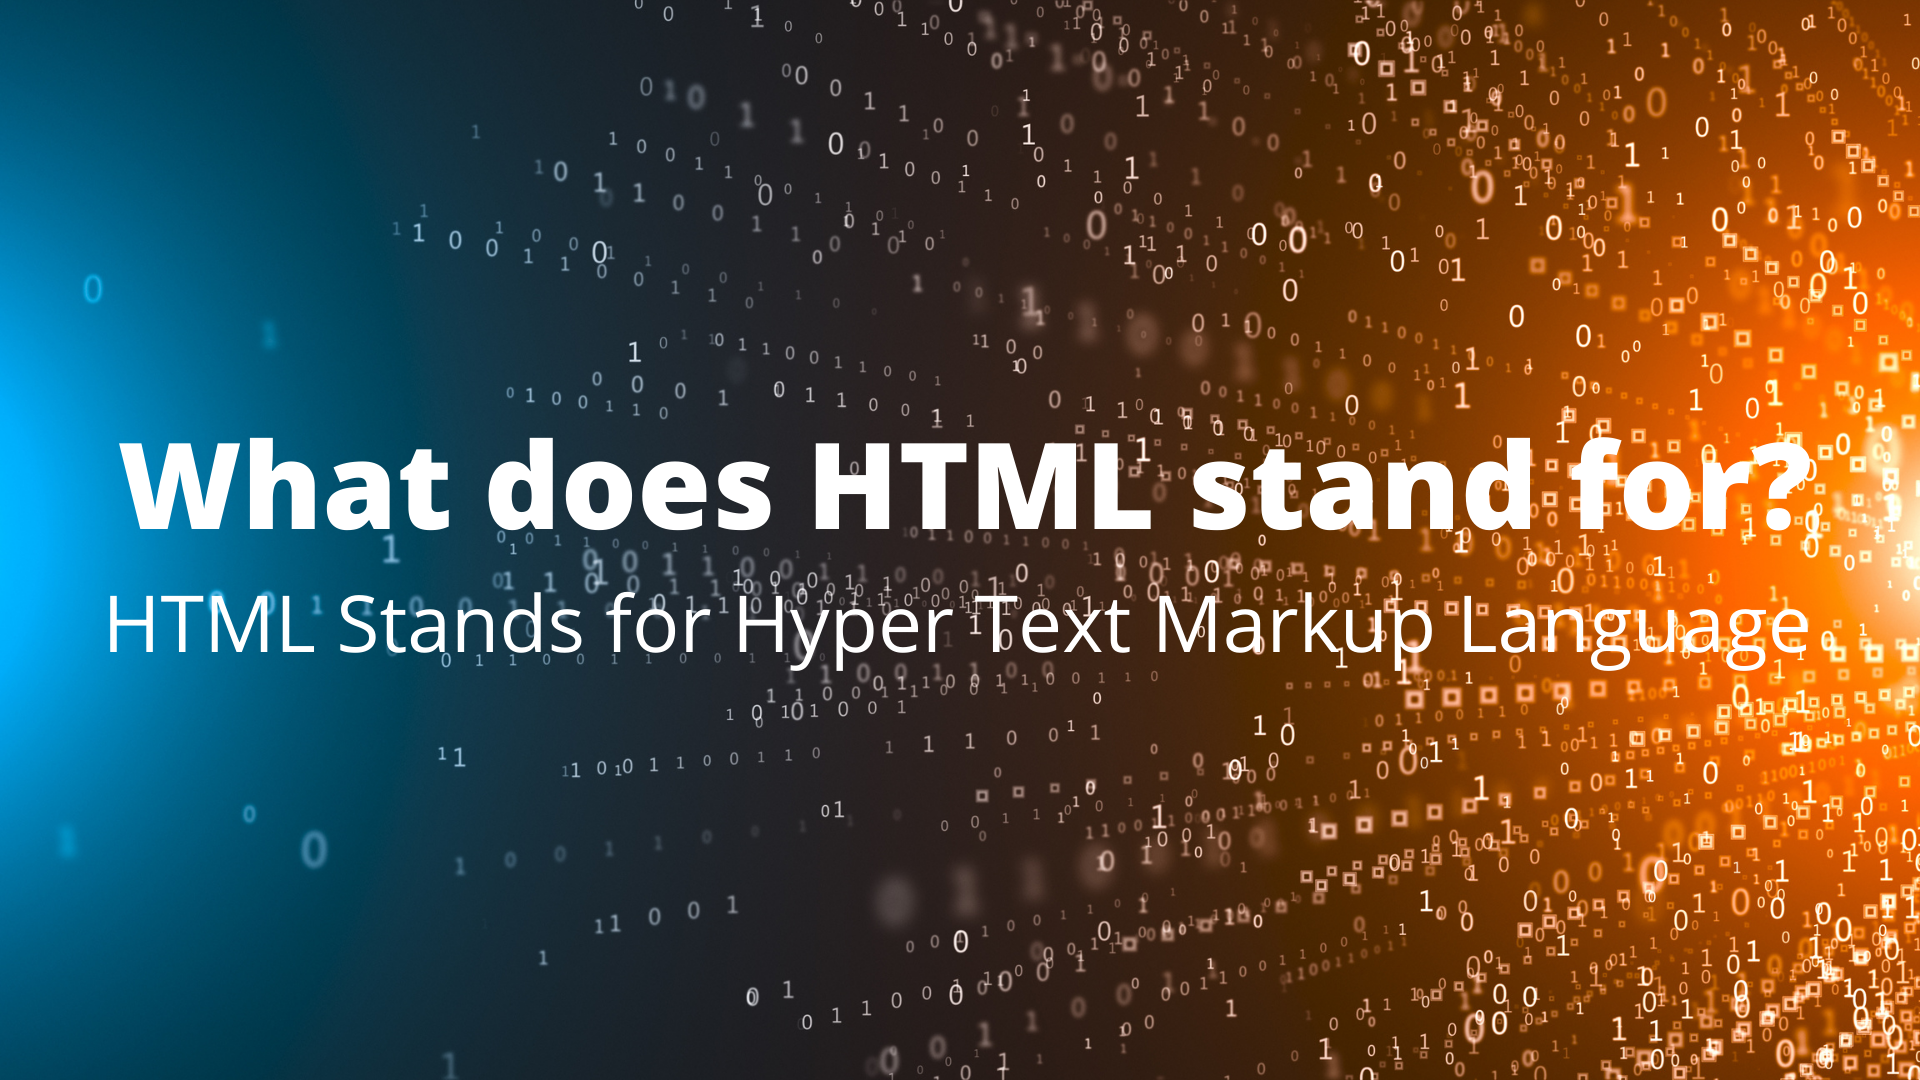 What does HTML stand for?
HTML Stands for Hyper Text Markup Language